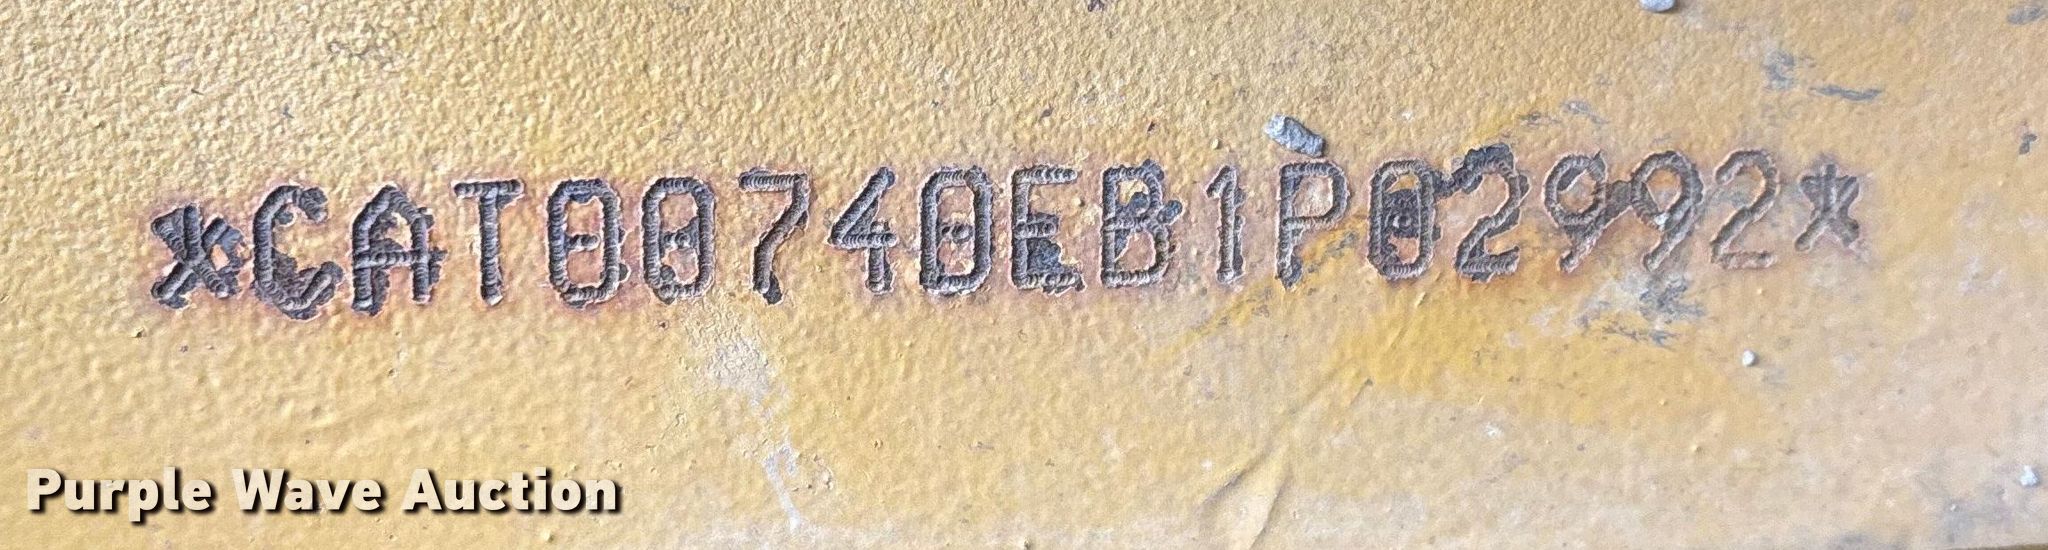 *CAT00740EB1P02992*
Purple Wave Auction